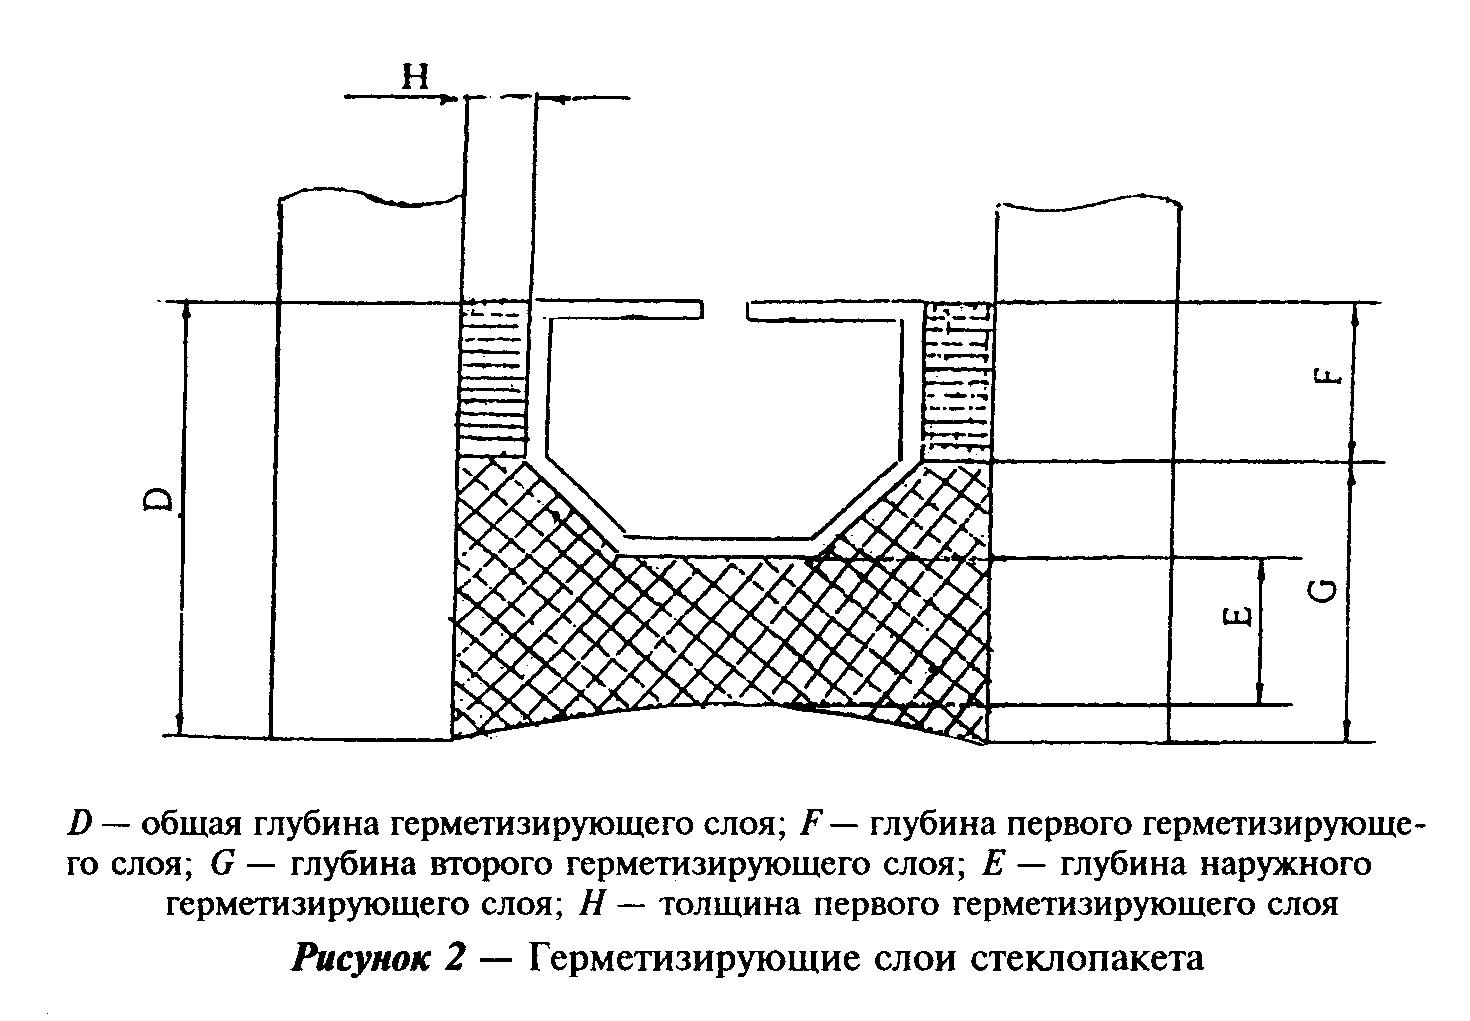 H
D
F
E
G
D — общая глубина герметизирующего слоя; F — глубина первого герметизирующе-
го слоя; G — глубина второго герметизирующего слоя; E — глубина наружного
герметизирующего слоя; H — толщина первого герметизирующего слоя
Рисунок 2 — Герметизирующие слои стеклопакета